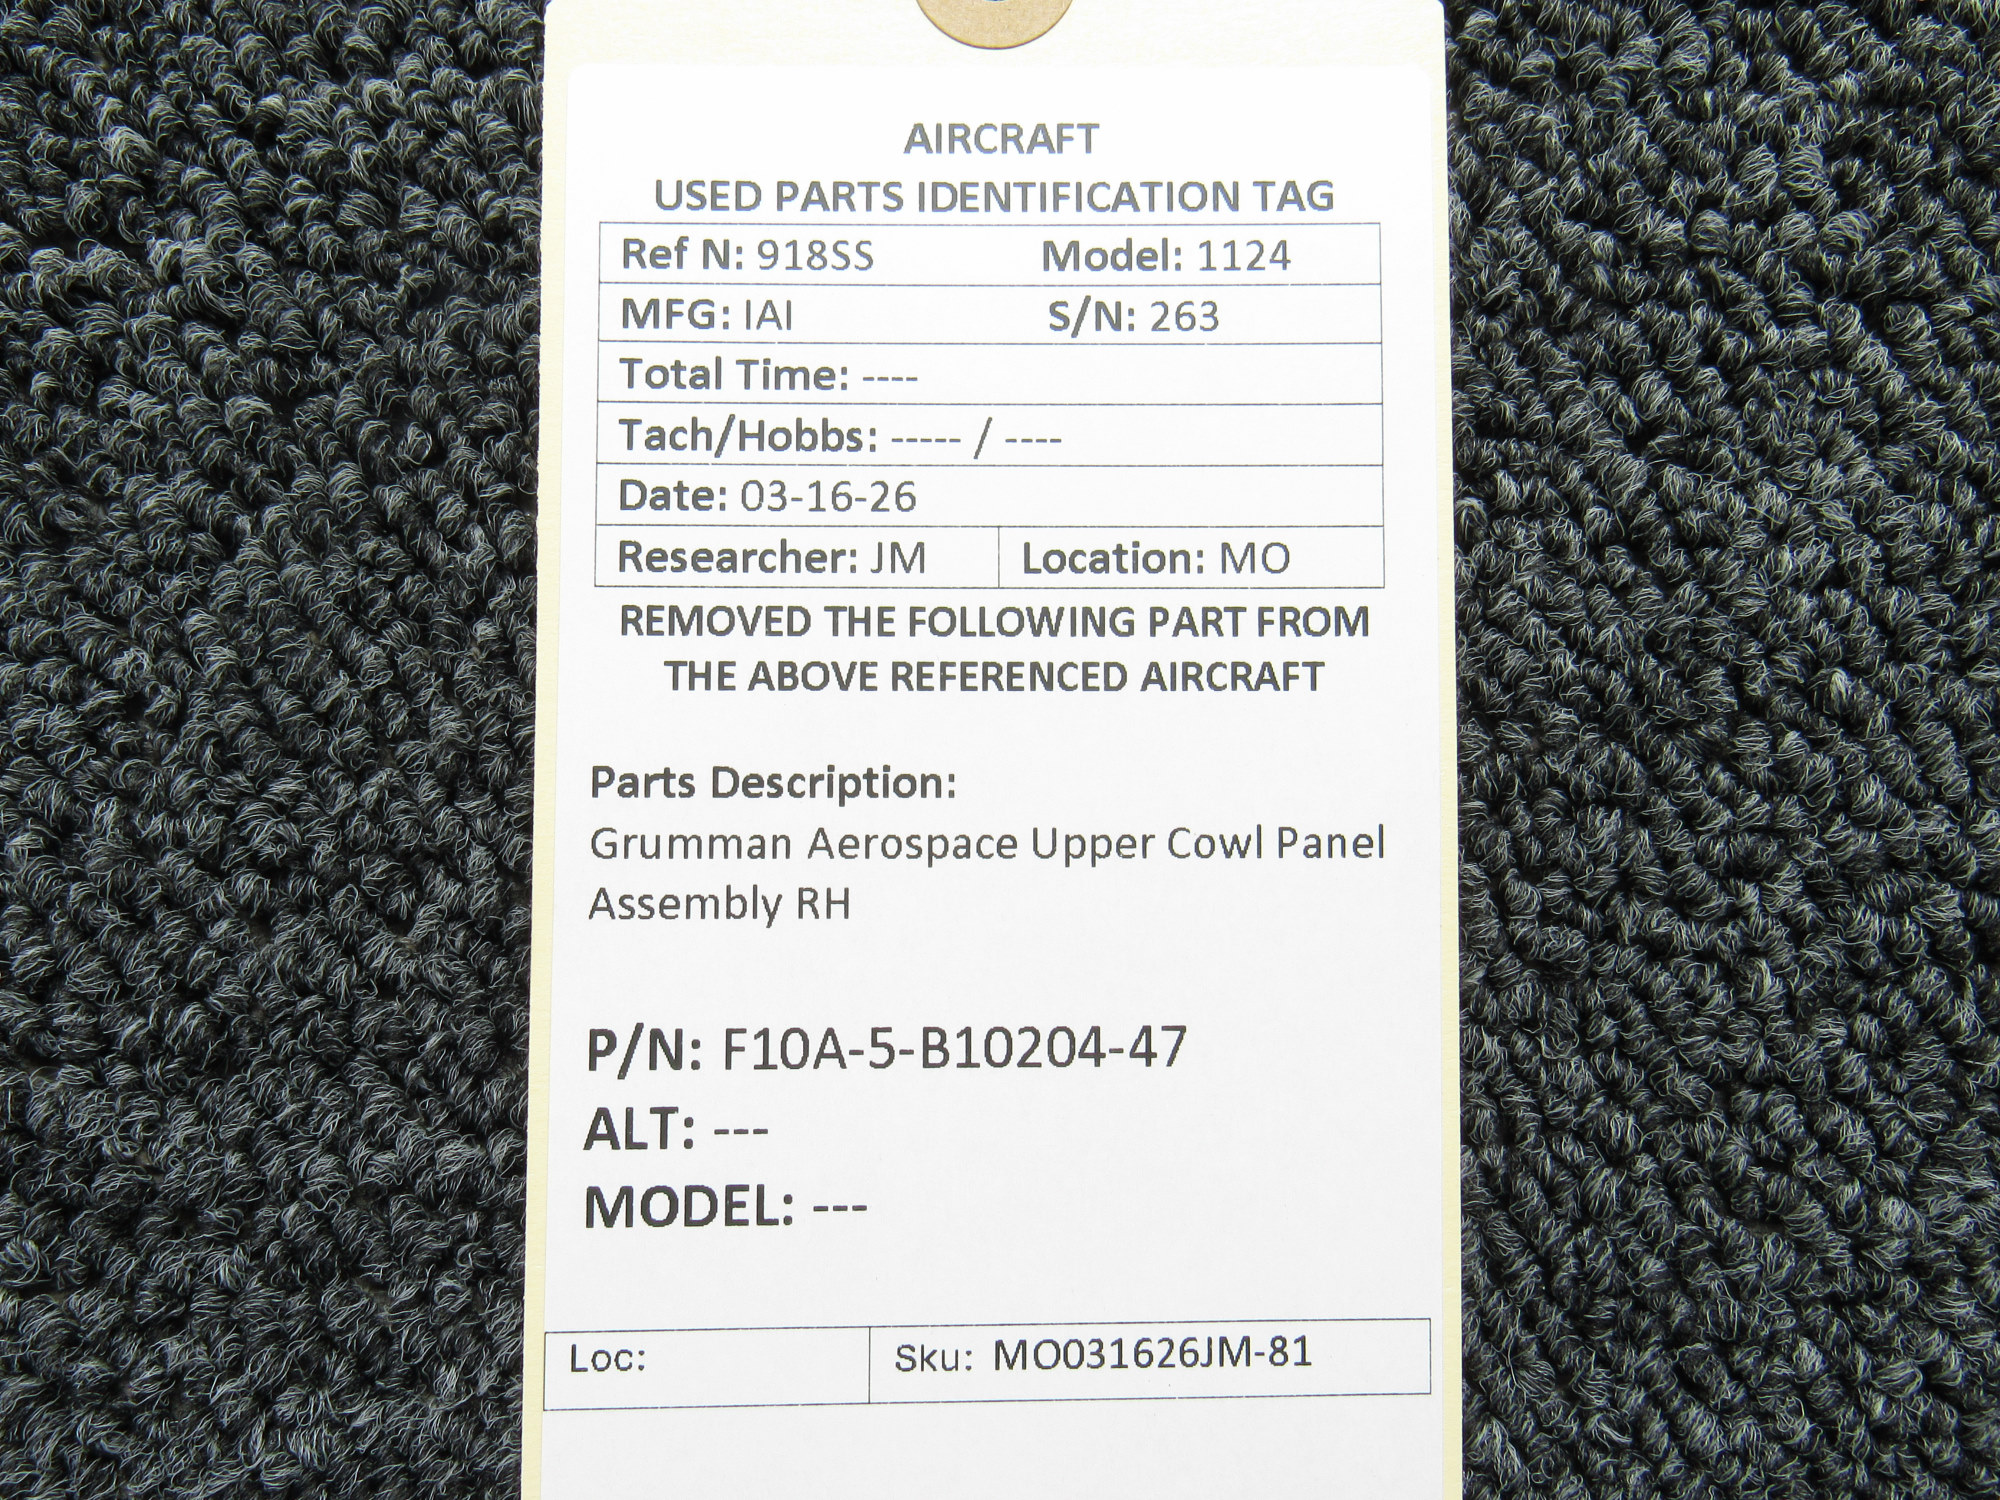 AIRCRAFT
USED PARTS IDENTIFICATION TAG
Ref N: 918SS Model: 1124
MFG: IAI S/N: 263
Total Time: ----
Tach/Hobbs: ----- / ----
Date: 03-16-26
Researcher: JM Location: MO
REMOVED THE FOLLOWING PART FROM
THE ABOVE REFERENCED AIRCRAFT
Parts Description:
Grumman Aerospace Upper Cowl Panel
Assembly RH
P/N: F10A-5-B10204-47
ALT: ---
MODEL: ---
Loc: Sku: MO031626JM-81